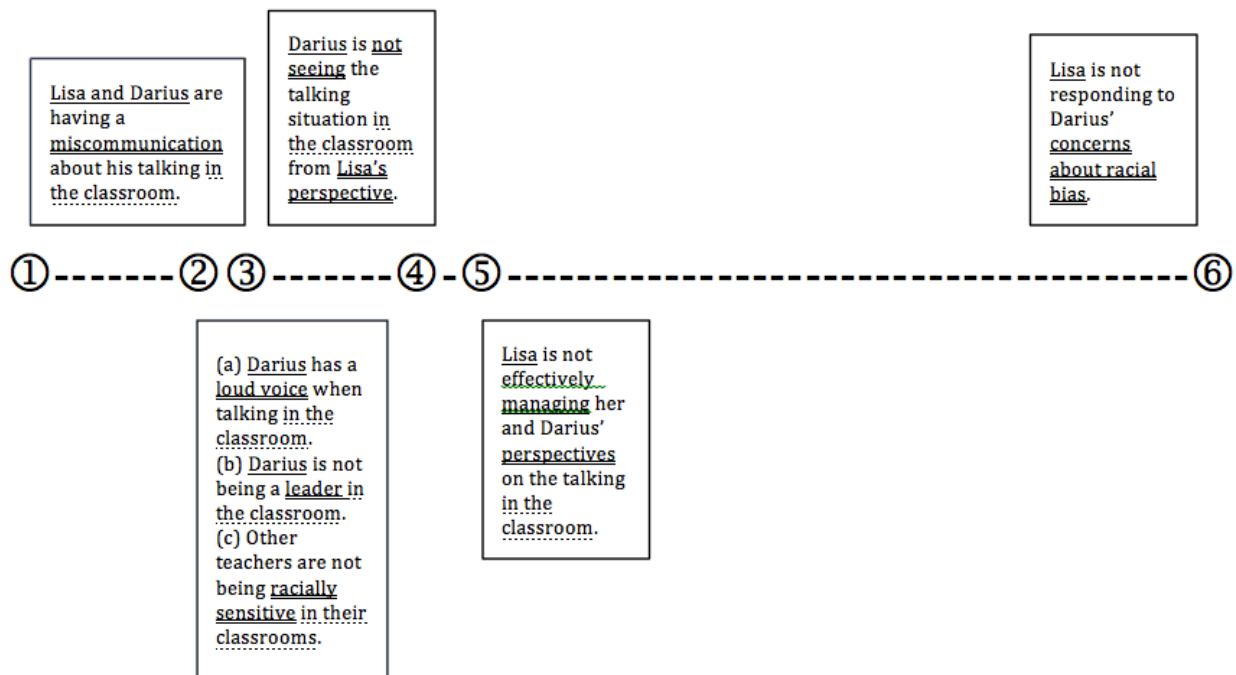 Lisa and Darius are
having a
miscommunication
about his talking in
the classroom.
Darius is not
seeing the
talking
situation in
the classroom
from Lisa's
perspective.
Lisa is not
responding to
Darius'
concerns
about racial
bias.
①-------②③-------④-⑤-----------------------------------⑥
(a) Darius has a
loud voice when
talking in the
classroom.
(b) Darius is not
being a leader in
the classroom.
(c) Other
teachers are not
being racially
sensitive in their
classrooms.
Lisa is not
effectively
managing her
and Darius'
perspectives
on the talking
in the
classroom.